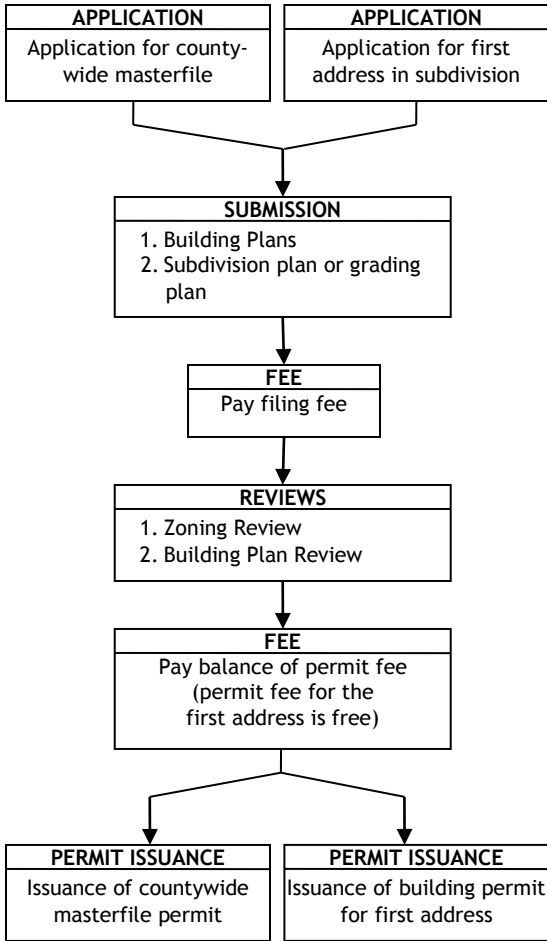 APPLICATION
Application for county-
wide masterfile
APPLICATION
Application for first
address in subdivision
SUBMISSION
1. Building Plans
2. Subdivision plan or grading
plan
FEE
Pay filing fee
REVIEWS
1. Zoning Review
2. Building Plan Review
FEE
Pay balance of permit fee
(permit fee for the
first address is free)
PERMIT ISSUANCE
Issuance of countywide
masterfile permit
PERMIT ISSUANCE
Issuance of building permit
for first address